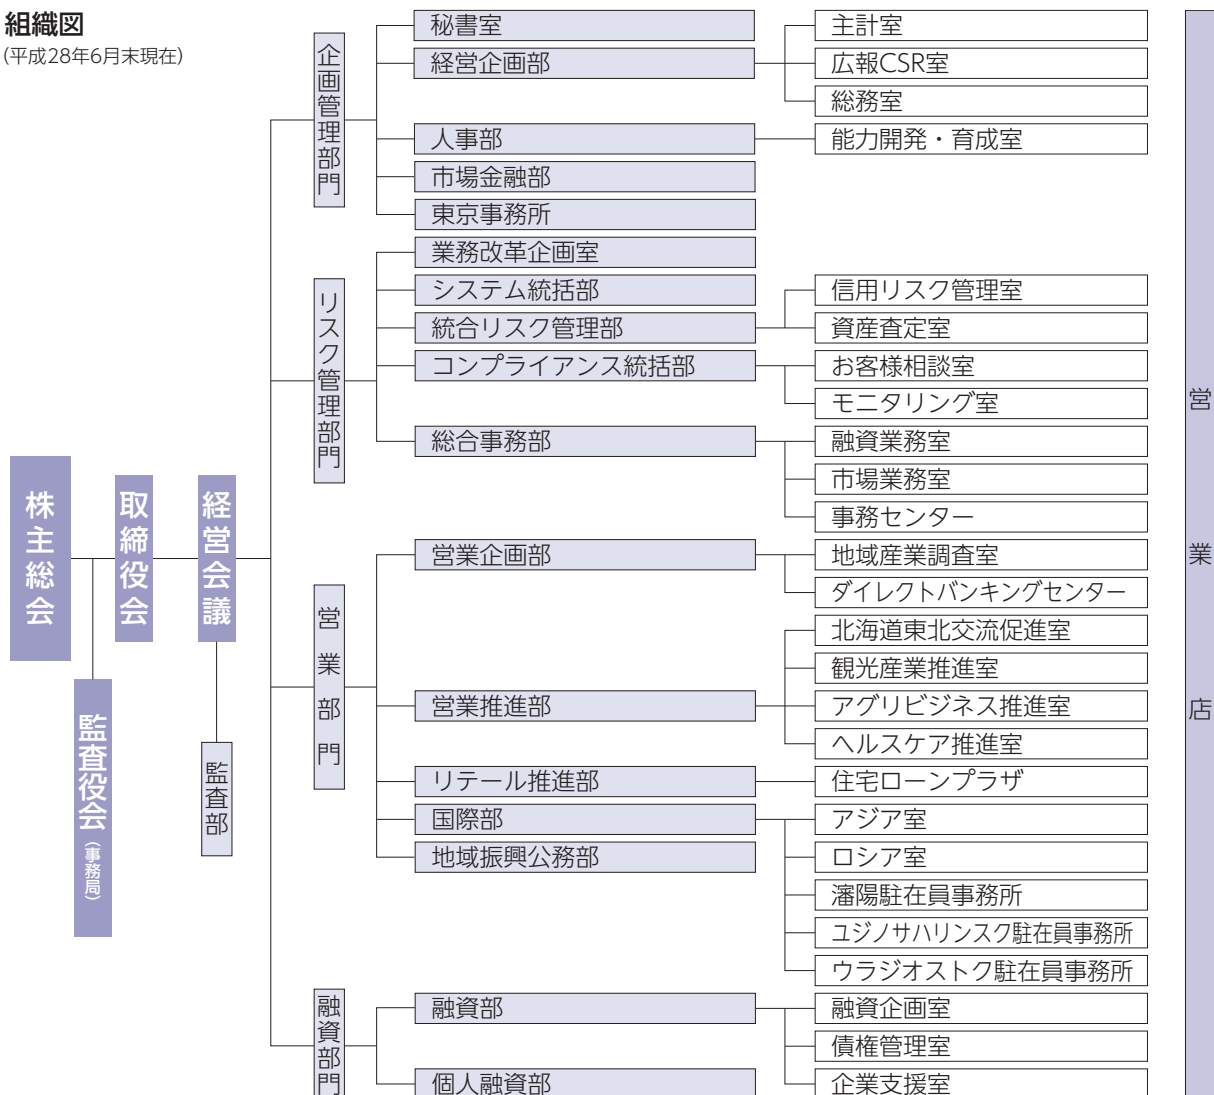 組織図
(平成28年6月末現在)
株主総会
取締役会
経営会議
監査役会(事務局)
監査部
企画管理部門
秘書室
経営企画部
主計室
広報CSR室
総務室
人事部
能力開発・育成室
市場金融部
東京事務所
リスク管理部門
業務改革企画室
システム統括部
統合リスク管理部
信用リスク管理室
資産査定室
コンプライアンス統括部
お客様相談室
モニタリング室
総合事務部
融資業務室
市場業務室
事務センター
営業部門
営業企画部
地域産業調査室
ダイレクトバンキングセンター
営業推進部
北海道東北交流促進室
観光産業推進室
アグリビジネス推進室
ヘルスケア推進室
リテール推進部
住宅ローンプラザ
国際部
アジア室
ロシア室
瀋陽駐在員事務所
ユジノサハリンスク駐在員事務所
ウラジオストク駐在員事務所
地域振興公務部
融資部門
融資部
融資企画室
債権管理室
企業支援室
個人融資部
営業店